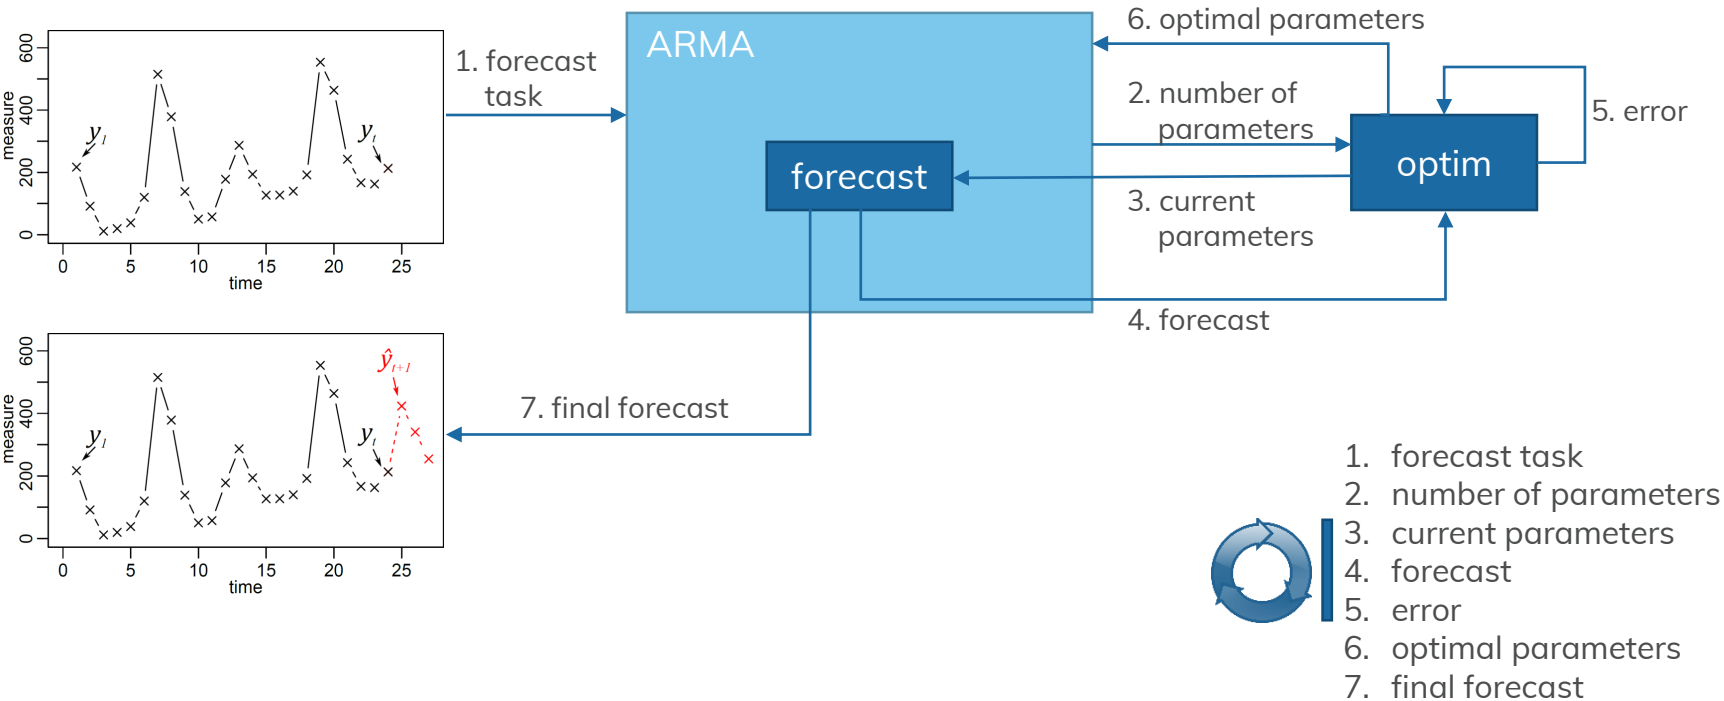 600
400
200
0
measure
y1
yt
0 5 10 15 20 25
time
1. forecast
task
ARMA
forecast
6. optimal parameters
2. number of
parameters
3. current
parameters
4. forecast
optim
5. error
600
400
200
0
measure
y1
yt
ŷt+1
0 5 10 15 20 25
time
7. final forecast
1. forecast task
2. number of parameters
3. current parameters
4. forecast
5. error
6. optimal parameters
7. final forecast